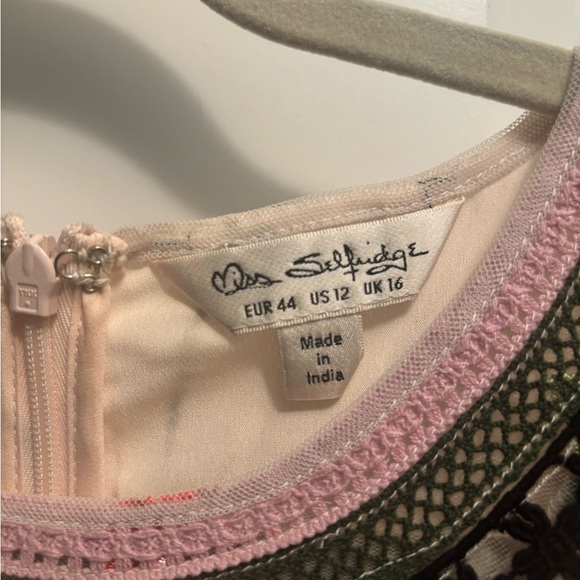 Miss Selfridge
EUR 44 US 12 UK 16
Made
in
India